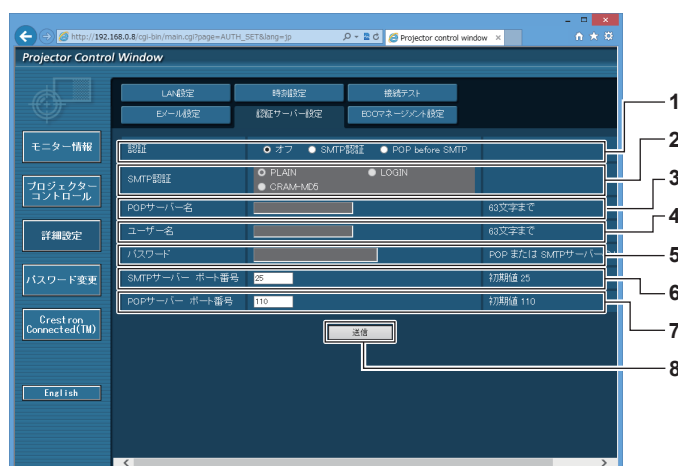 http://192.168.0.8/cgi-bin/main.cgi?page=AUTH_SET&lang=jp
Projector control window
Projector Control Window
LAN設定 時刻設定 接続テスト
Eメール設定 認証サーバー設定 ECOマネージメント設定
モニター情報
プロジェクター
コントロール
詳細設定
パスワード変更
Crestron
Connected(TM)
English
認証 オフ SMTP認証 POP before SMTP
SMTP認証 PLAIN LOGIN
CRAM-MD5
POPサーバー名 63文字まで
ユーザー名 63文字まで
パスワード POP または SMTPサーバー
SMTPサーバー ポート番号 25 初期値 25
POPサーバー ポート番号 110 初期値 110
送信
1
2
3
4
5
6
7
8